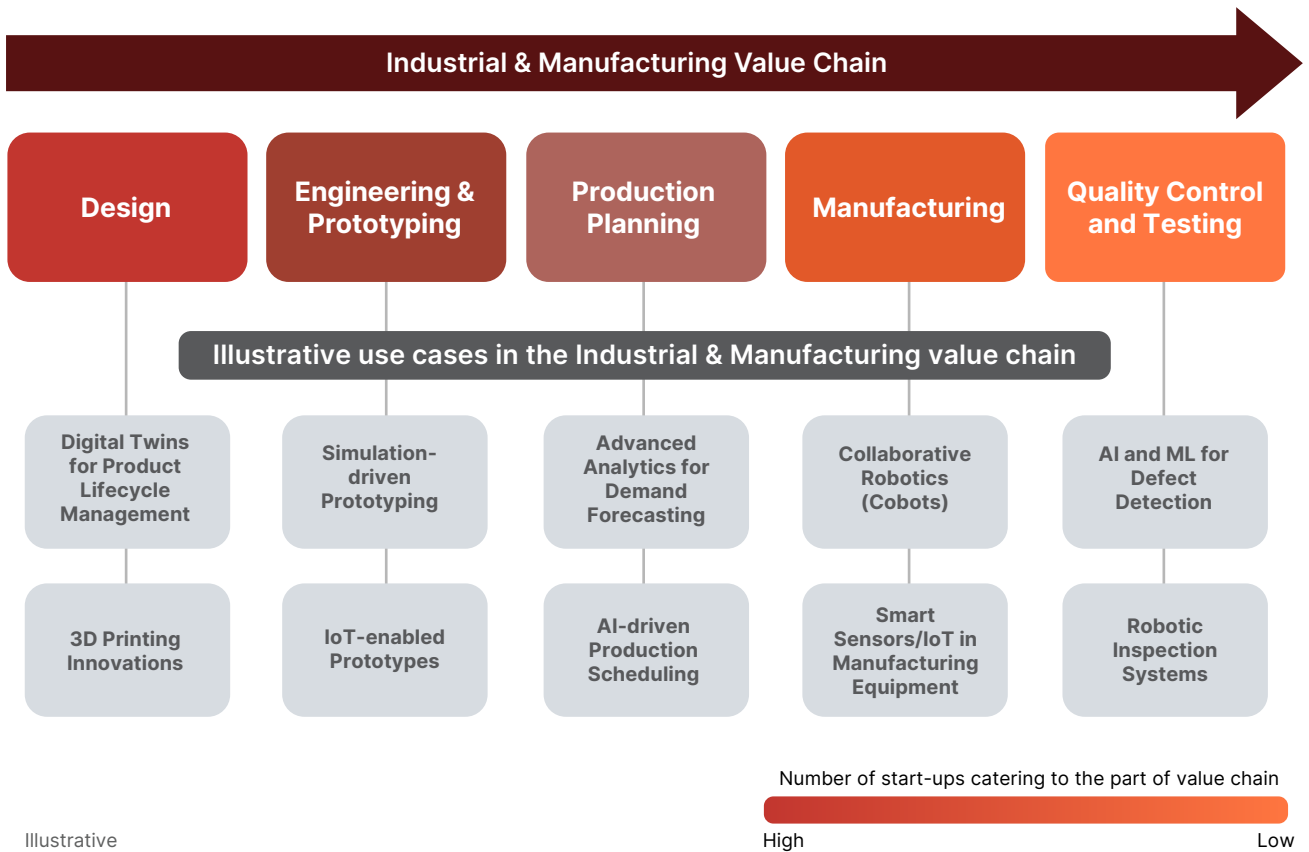 Industrial & Manufacturing Value Chain
Design
Engineering &
Prototyping
Production
Planning
Manufacturing
Quality Control
and Testing
Illustrative use cases in the Industrial & Manufacturing value chain
Digital Twins
for Product
Lifecycle
Management
Simulation-
driven
Prototyping
Advanced
Analytics for
Demand
Forecasting
Collaborative
Robotics
(Cobots)
AI and ML for
Defect
Detection
3D Printing
Innovations
IoT-enabled
Prototypes
AI-driven
Production
Scheduling
Smart
Sensors/IoT in
Manufacturing
Equipment
Robotic
Inspection
Systems
Number of start-ups catering to the part of value chain
High
Low
Illustrative